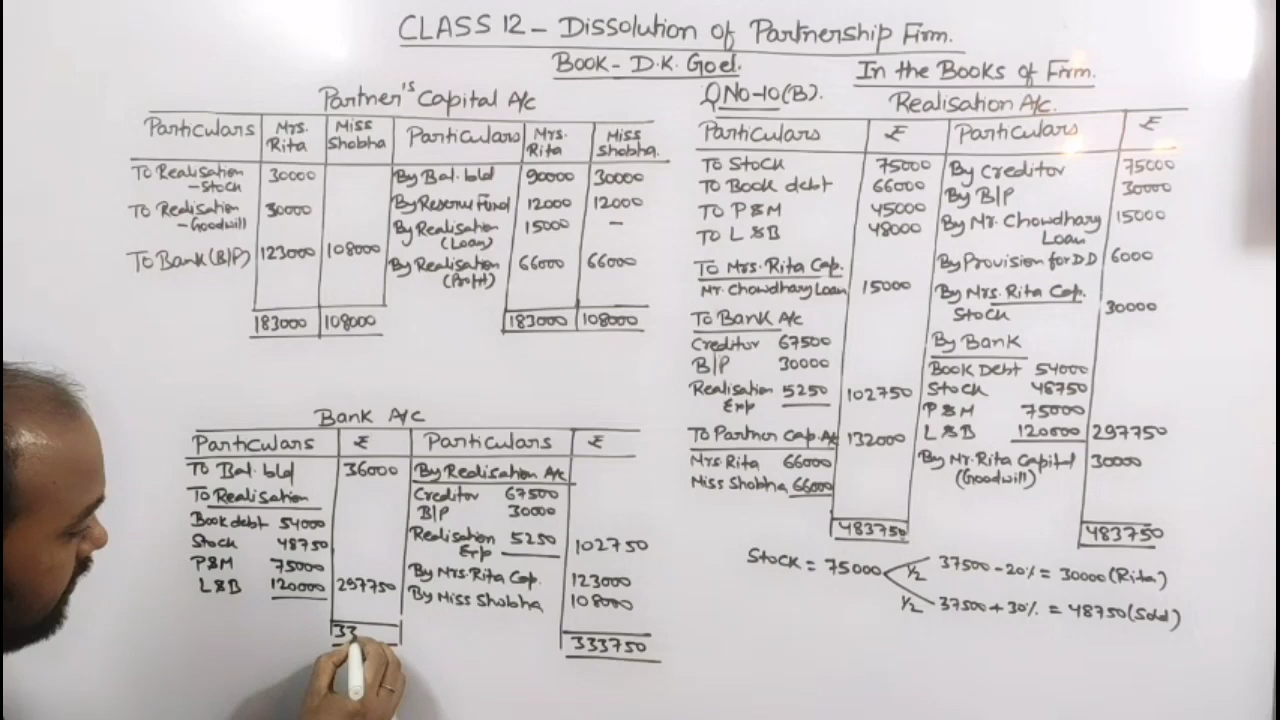 CLASS 12 - Dissolution of Partnership Firm.
Book - D.K. Goel.
In the Books of Firm.
Partner's Capital A/c
Particulars Mrs. Rita Miss Shobha Particulars Mrs. Rita Miss Shobha.
To Realisation - Stock 30000 By Bal. b/d 90000 30000
To Realisation - Goodwill 30000 By Reserve Fund 12000 12000
By Realisation (Loan) 15000 -
To Bank (B/F) 123000 108000 By Realisation (Profit) 66000 66000
183000 108000 183000 108000
Q No-10(B).
Realisation A/c.
Particulars ₹ Particulars ₹
To Stock 75000 By Creditor 75000
To Book debt 66000 By B/P 30000
To P&M 45000 By Mr. Chowdhary Loan 15000
To L&B 48000 By Provision for D.D 6000
To Mrs. Rita Cap. By Mrs. Rita Cap.
Mr. Chowdhary Loan 15000 Stock 30000
To Bank A/c By Bank
Creditor 67500 Book Debt 54000
B/P 30000 Stock 48750
Realisation Exp 5250 102750 P&M 75000
To Partner Cap. A/c 132000 L&B 120000 297750
Mrs. Rita 66000 By Mr. Rita Capital (Goodwill) 30000
Miss Shobha 66000
483750 483750
Stock = 75000
1/2 37500 - 20% = 30000 (Rita)
1/2 37500 + 30% = 48750 (Sold)
Bank A/c
Particulars ₹ Particulars ₹
To Bal. b/d 36000 By Realisation A/c
To Realisation Creditor 67500
Book debt 54000 B/P 30000
Stock 48750 Realisation Exp 5250 102750
P&M 75000 By Mrs. Rita Cap. 123000
L&B 120000 297750 By Miss Shobha 108000
33 333750